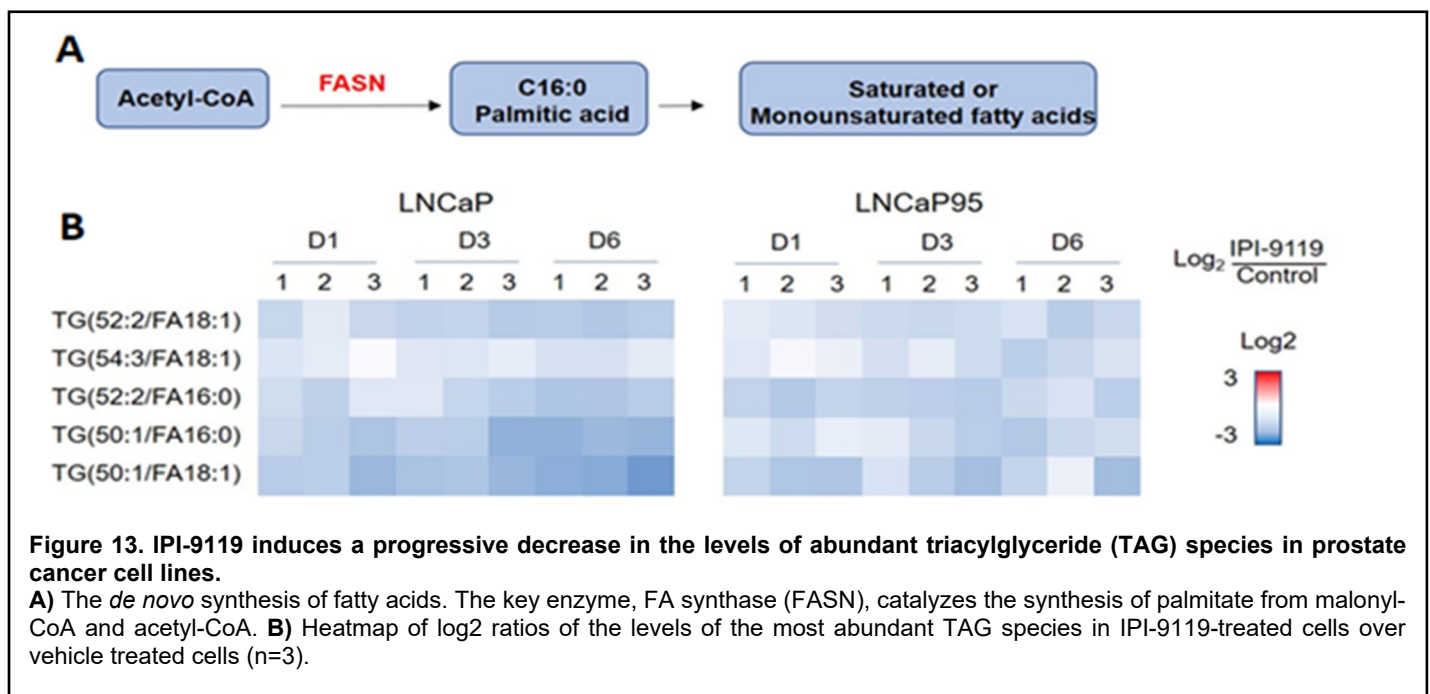 A
Acetyl-CoA
FASN
C16:0
Palmitic acid
Saturated or
Monounsaturated fatty acids
B
LNCaP
D1 D3 D6
1 2 3 1 2 3 1 2 3
LNCaP95
D1 D3 D6
1 2 3 1 2 3 1 2 3
TG(52:2/FA18:1)
TG(54:3/FA18:1)
TG(52:2/FA16:0)
TG(50:1/FA16:0)
TG(50:1/FA18:1)
Log2 IPI-9119
Control
Log2
3
-3
Figure 13. IPI-9119 induces a progressive decrease in the levels of abundant triacylglyceride (TAG) species in prostate
cancer cell lines.
A) The de novo synthesis of fatty acids. The key enzyme, FA synthase (FASN), catalyzes the synthesis of palmitate from malonyl-
CoA and acetyl-CoA. B) Heatmap of log2 ratios of the levels of the most abundant TAG species in IPI-9119-treated cells over
vehicle treated cells (n=3).